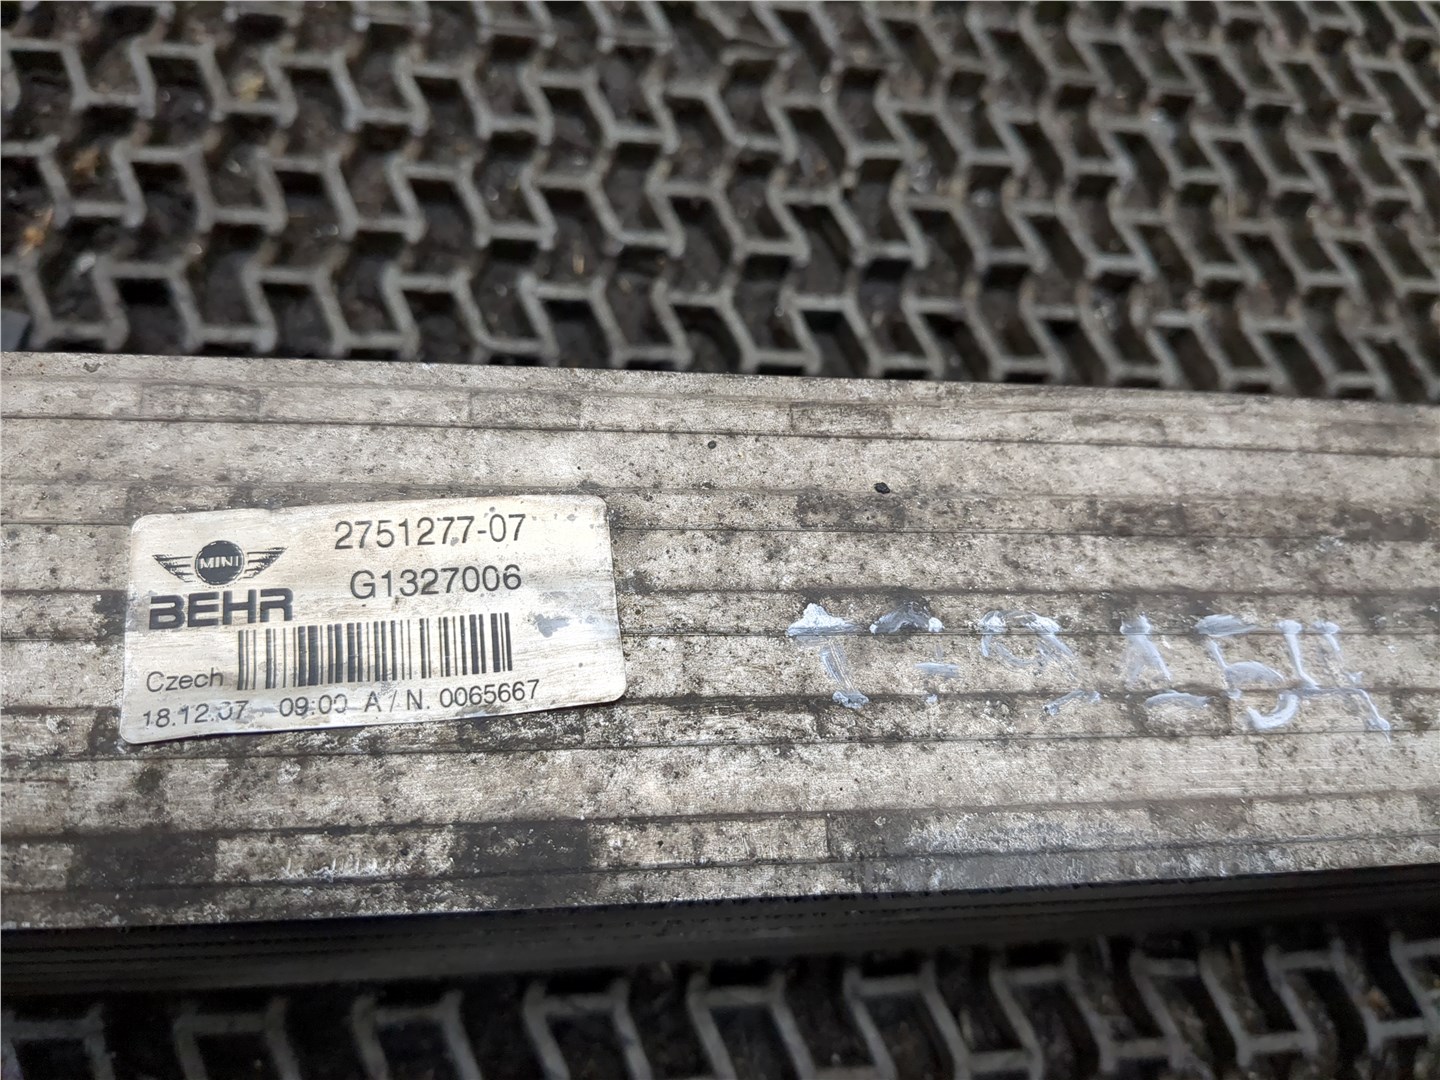 2751277-07
MINI
G1327006
BEHR
Czech
18.12.07 09:00 A / N. 0065667